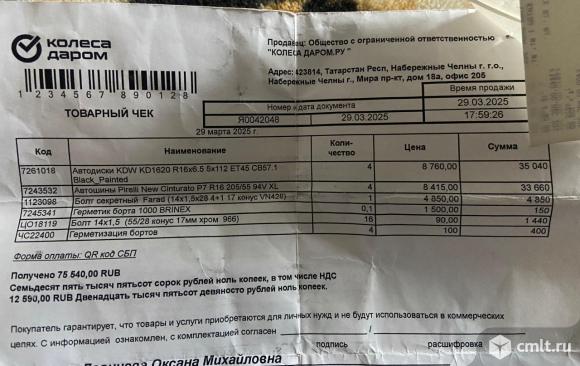 КОЛЕСА
ДАРОМ
Продавец: Общество с ограниченной ответственностью
"КОЛЕСА ДАРОМ.РУ"
Адрес: 423814, Татарстан Респ, Набережные Челны г. г.о.,
Набережные Челны г., Мира пр-кт, дом 18а, офис 205
1 2 3 4 5 6 7 8 9 0 1 2 8
ТОВАРНЫЙ ЧЕК
Время продажи
Номер и дата документа 29.03.2025
Я0042048 29.03.2025 17:59:26
29 марта 2025 г.
Код Наименование Коли-чество Цена Сумма
7261018 Автодиски KDW KD1620 R16x6.5 5x112 ET45 CB57.1 Black_Painted 4 8 760,00 35 040
7243532 Автошины Pirelli New Cinturato P7 R16 205/55 94V XL 4 8 415,00 33 660
1123098 Болт секретный Farad (14x1,5x28 4+1 17 конус VN428) 1 4 850,00 4 850
7245341 Герметик борта 1000 BRINEX 0,1 1 500,00 150
ЦО18119 Болт 14x1,5 (55/28 конус 17мм хром 966) 16 90,00 1 440
ЧС22400 Герметизация бортов 4 100 400
Форма оплаты: QR код СБП
Получено 75 540,00 RUB
Семьдесят пять тысяч пятьсот сорок рублей ноль копеек, в том числе НДС
12 590,00 RUB Двенадцать тысяч пятьсот девяносто рублей ноль копеек.
Покупатель гарантирует, что товары и услуги приобретаются для личных нужд и не будут использоваться в коммерческих
целях. С информацией ознакомлен, с комплектацией согласен
подпись расшифровка
Оксана Михайловна
cmlt.ru